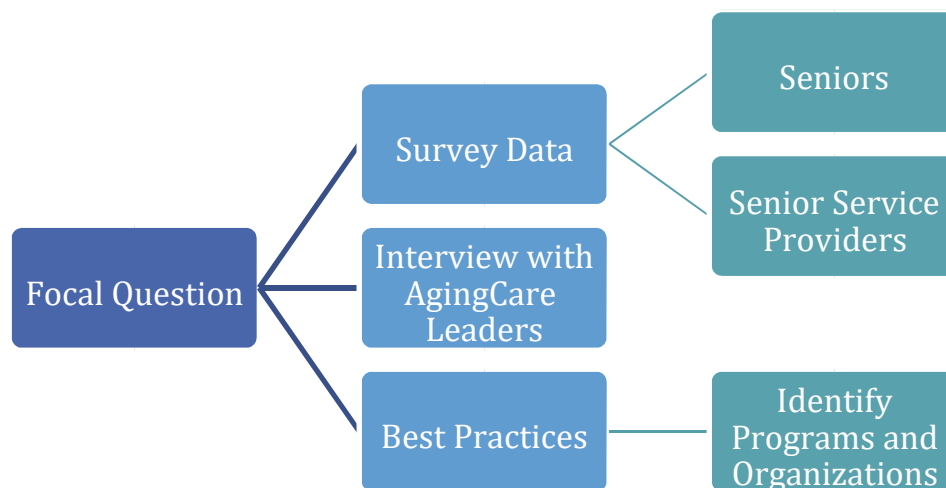 Focal Question
Survey Data
Interview with
AgingCare
Leaders
Best Practices
Seniors
Senior Service
Providers
Identify
Programs and
Organizations